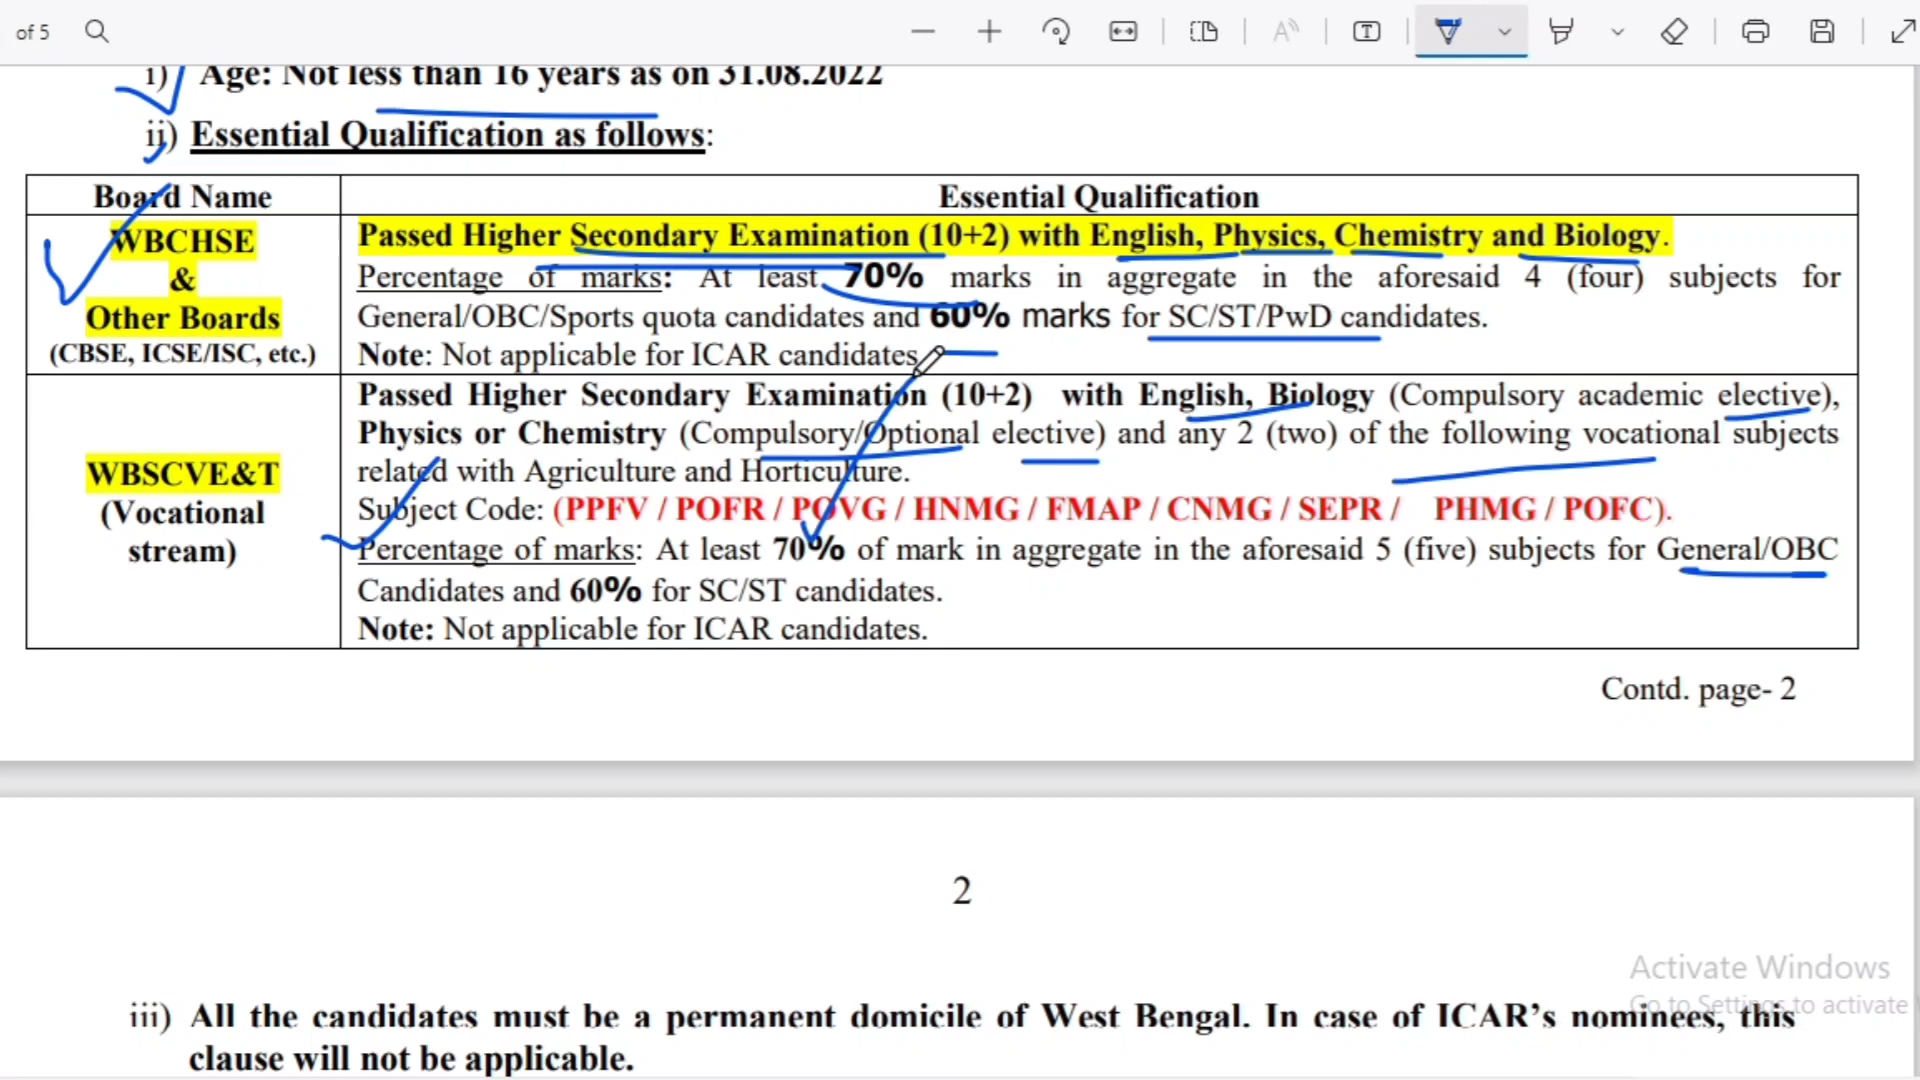 of 5
i) Age: Not less than 16 years as on 31.08.2022
ii) Essential Qualification as follows:
Board Name
Essential Qualification
WBCHSE
&
Other Boards
(CBSE, ICSE/ISC, etc.)
Passed Higher Secondary Examination (10+2) with English, Physics, Chemistry and Biology.
Percentage of marks: At least 70% marks in aggregate in the aforesaid 4 (four) subjects for
General/OBC/Sports quota candidates and 60% marks for SC/ST/PwD candidates.
Note: Not applicable for ICAR candidates
WBSCVE&T
(Vocational
stream)
Passed Higher Secondary Examination (10+2) with English, Biology (Compulsory academic elective),
Physics or Chemistry (Compulsory/Optional elective) and any 2 (two) of the following vocational subjects
related with Agriculture and Horticulture.
Subject Code: (PPFV / POFR / POVG / HNMG / FMAP / CNMG / SEPR / PHMG / POFC).
Percentage of marks: At least 70% of mark in aggregate in the aforesaid 5 (five) subjects for General/OBC
Candidates and 60% for SC/ST candidates.
Note: Not applicable for ICAR candidates.
Contd. page- 2
2
Activate Windows
Go to Settings to activate
iii) All the candidates must be a permanent domicile of West Bengal. In case of ICAR's nominees, this
clause will not be applicable.